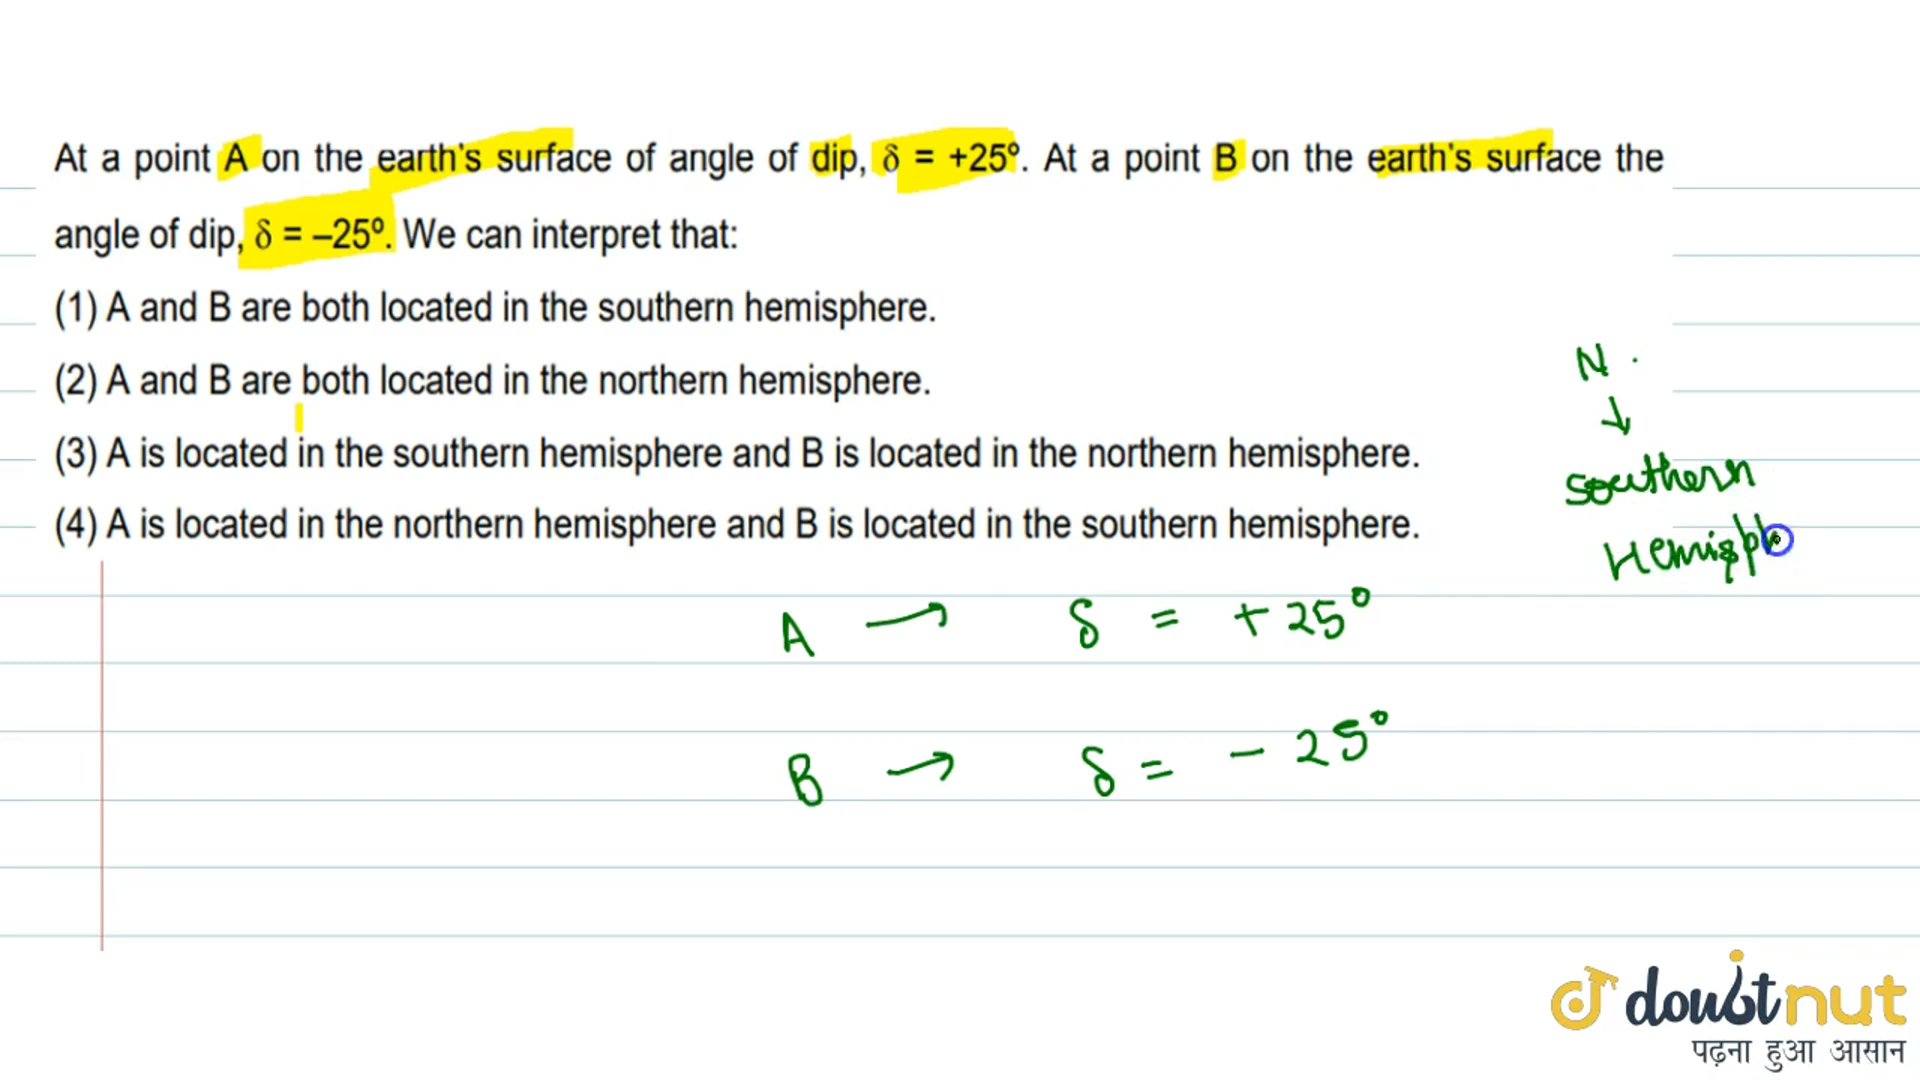 At a point A on the earth's surface of angle of dip, δ = +25º. At a point B on the earth's surface the
angle of dip, δ = –25º. We can interpret that:
(1) A and B are both located in the southern hemisphere.
(2) A and B are both located in the northern hemisphere.
(3) A is located in the southern hemisphere and B is located in the northern hemisphere.
(4) A is located in the northern hemisphere and B is located in the southern hemisphere.
N
↓
Southern
Hemisph
A → δ = + 25°
B → δ = - 25°
doubtnut
पढ़ना हुआ आसान